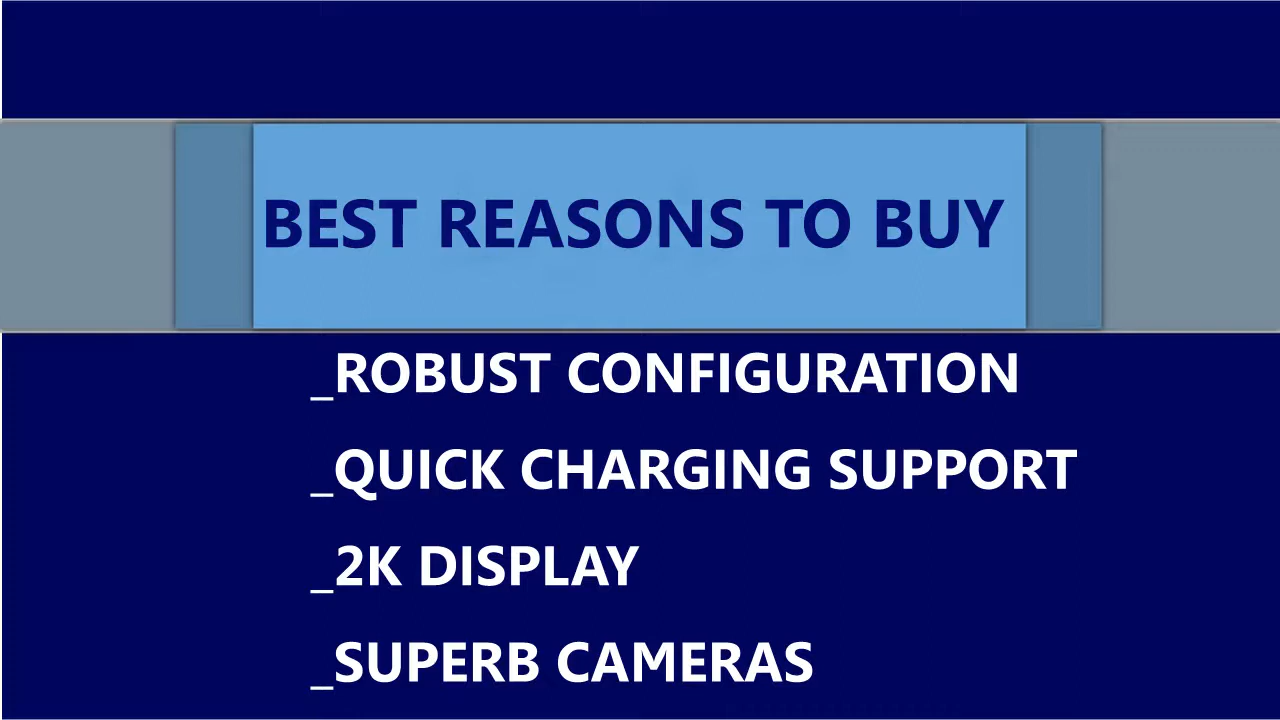 BEST REASONS TO BUY
_ROBUST CONFIGURATION
_QUICK CHARGING SUPPORT
_2K DISPLAY
_SUPERB CAMERAS